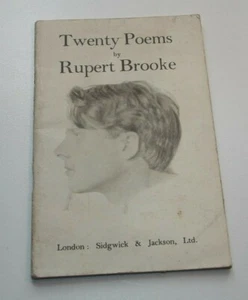 Twenty Poems
by
Rupert Brooke
London: Sidgwick & Jackson, Ltd.